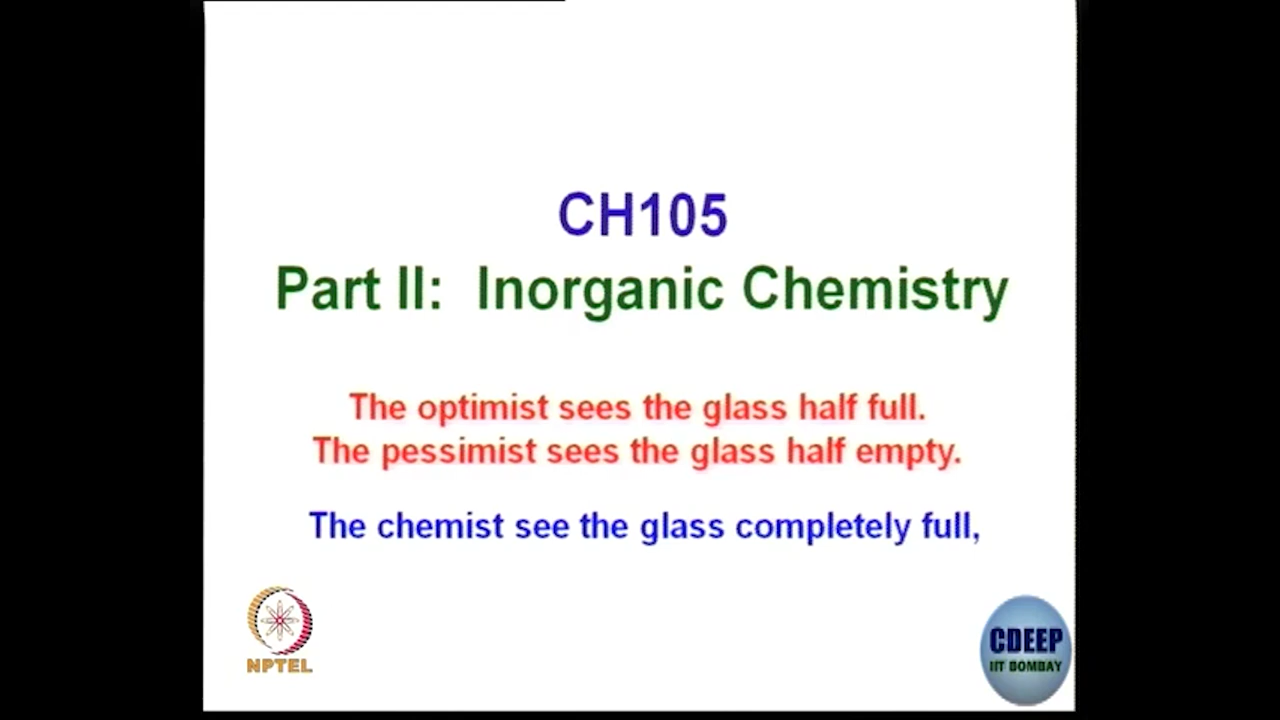 CH105
Part II: Inorganic Chemistry
The optimist sees the glass half full.
The pessimist sees the glass half empty.
The chemist see the glass completely full,
NPTEL
CDEEP
IIT BOMBAY